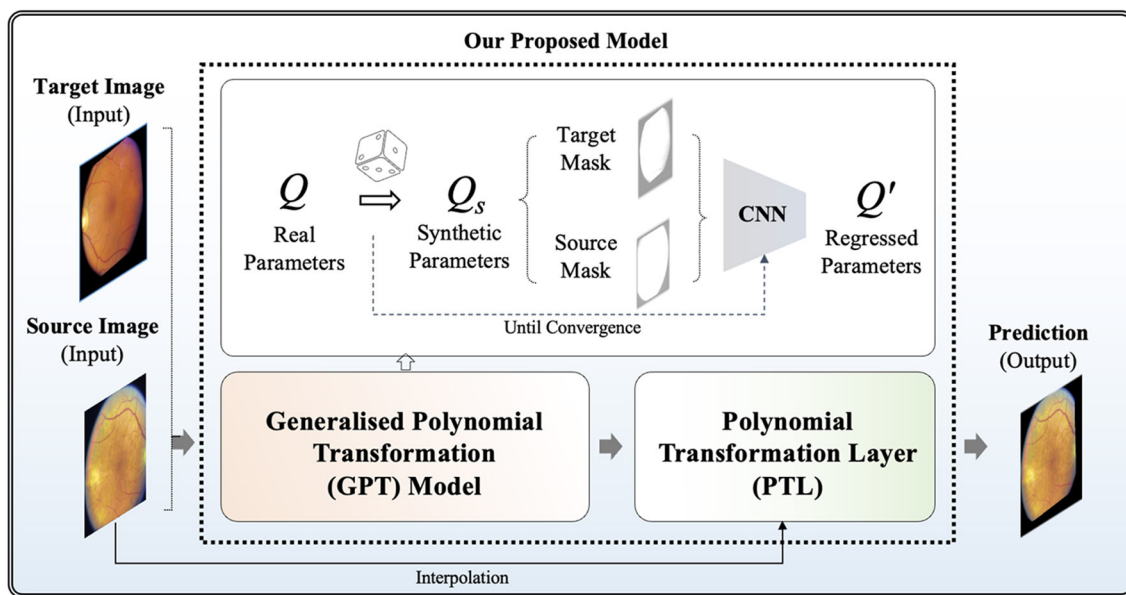 Our Proposed Model
Target Image
(Input)
Source Image
(Input)
Q
Real
Parameters
Qs
Synthetic
Parameters
Target
Mask
Source
Mask
CNN
Q'
Regressed
Parameters
Until Convergence
Generalised Polynomial
Transformation
(GPT) Model
Polynomial
Transformation Layer
(PTL)
Prediction
(Output)
Interpolation